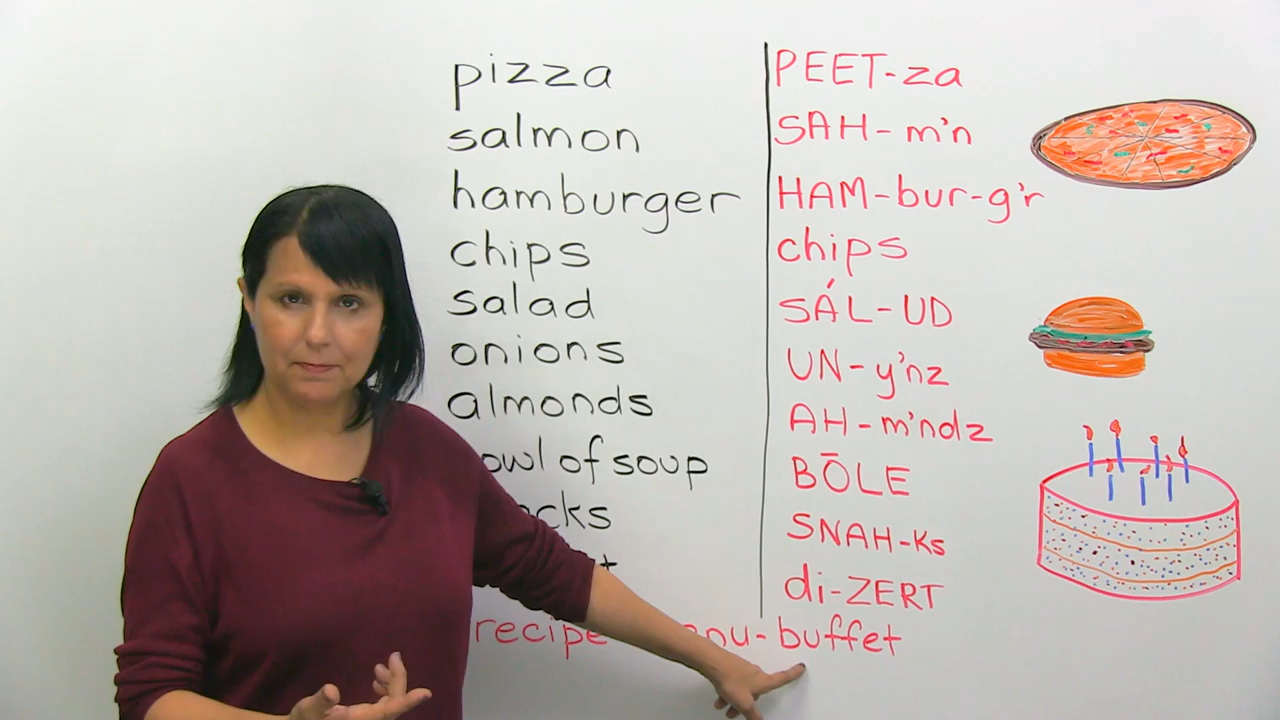 pizza PEET-za
salmon SAH-m'n
hamburger HAM-bur-g'r
chips chips
salad SÁL-UD
onions UN-y'nz
almonds AH-m'ndz
owl of soup BŌLE
cks SNAH-Ks
t di-ZERT
recipe nu-buffet